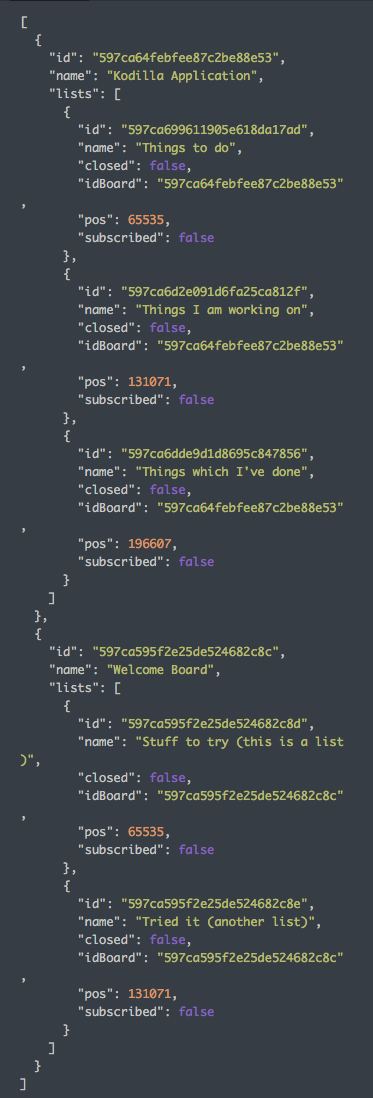 [
  {
    "id": "597ca64febfee87c2be88e53",
    "name": "Kodilla Application",
    "lists": [
      {
        "id": "597ca699611905e618da17ad",
        "name": "Things to do",
        "closed": false,
        "idBoard": "597ca64febfee87c2be88e53"
,
        "pos": 65535,
        "subscribed": false
      },
      {
        "id": "597ca6d2e091d6fa25ca812f",
        "name": "Things I am working on",
        "closed": false,
        "idBoard": "597ca64febfee87c2be88e53"
,
        "pos": 131071,
        "subscribed": false
      },
      {
        "id": "597ca6dde9d1d8695c847856",
        "name": "Things which I've done",
        "closed": false,
        "idBoard": "597ca64febfee87c2be88e53"
,
        "pos": 196607,
        "subscribed": false
      }
    ]
  },
  {
    "id": "597ca595f2e25de524682c8c",
    "name": "Welcome Board",
    "lists": [
      {
        "id": "597ca595f2e25de524682c8d",
        "name": "Stuff to try (this is a list
)",
        "closed": false,
        "idBoard": "597ca595f2e25de524682c8c"
,
        "pos": 65535,
        "subscribed": false
      },
      {
        "id": "597ca595f2e25de524682c8e",
        "name": "Tried it (another list)",
        "closed": false,
        "idBoard": "597ca595f2e25de524682c8c"
,
        "pos": 131071,
        "subscribed": false
      }
    ]
  }
]